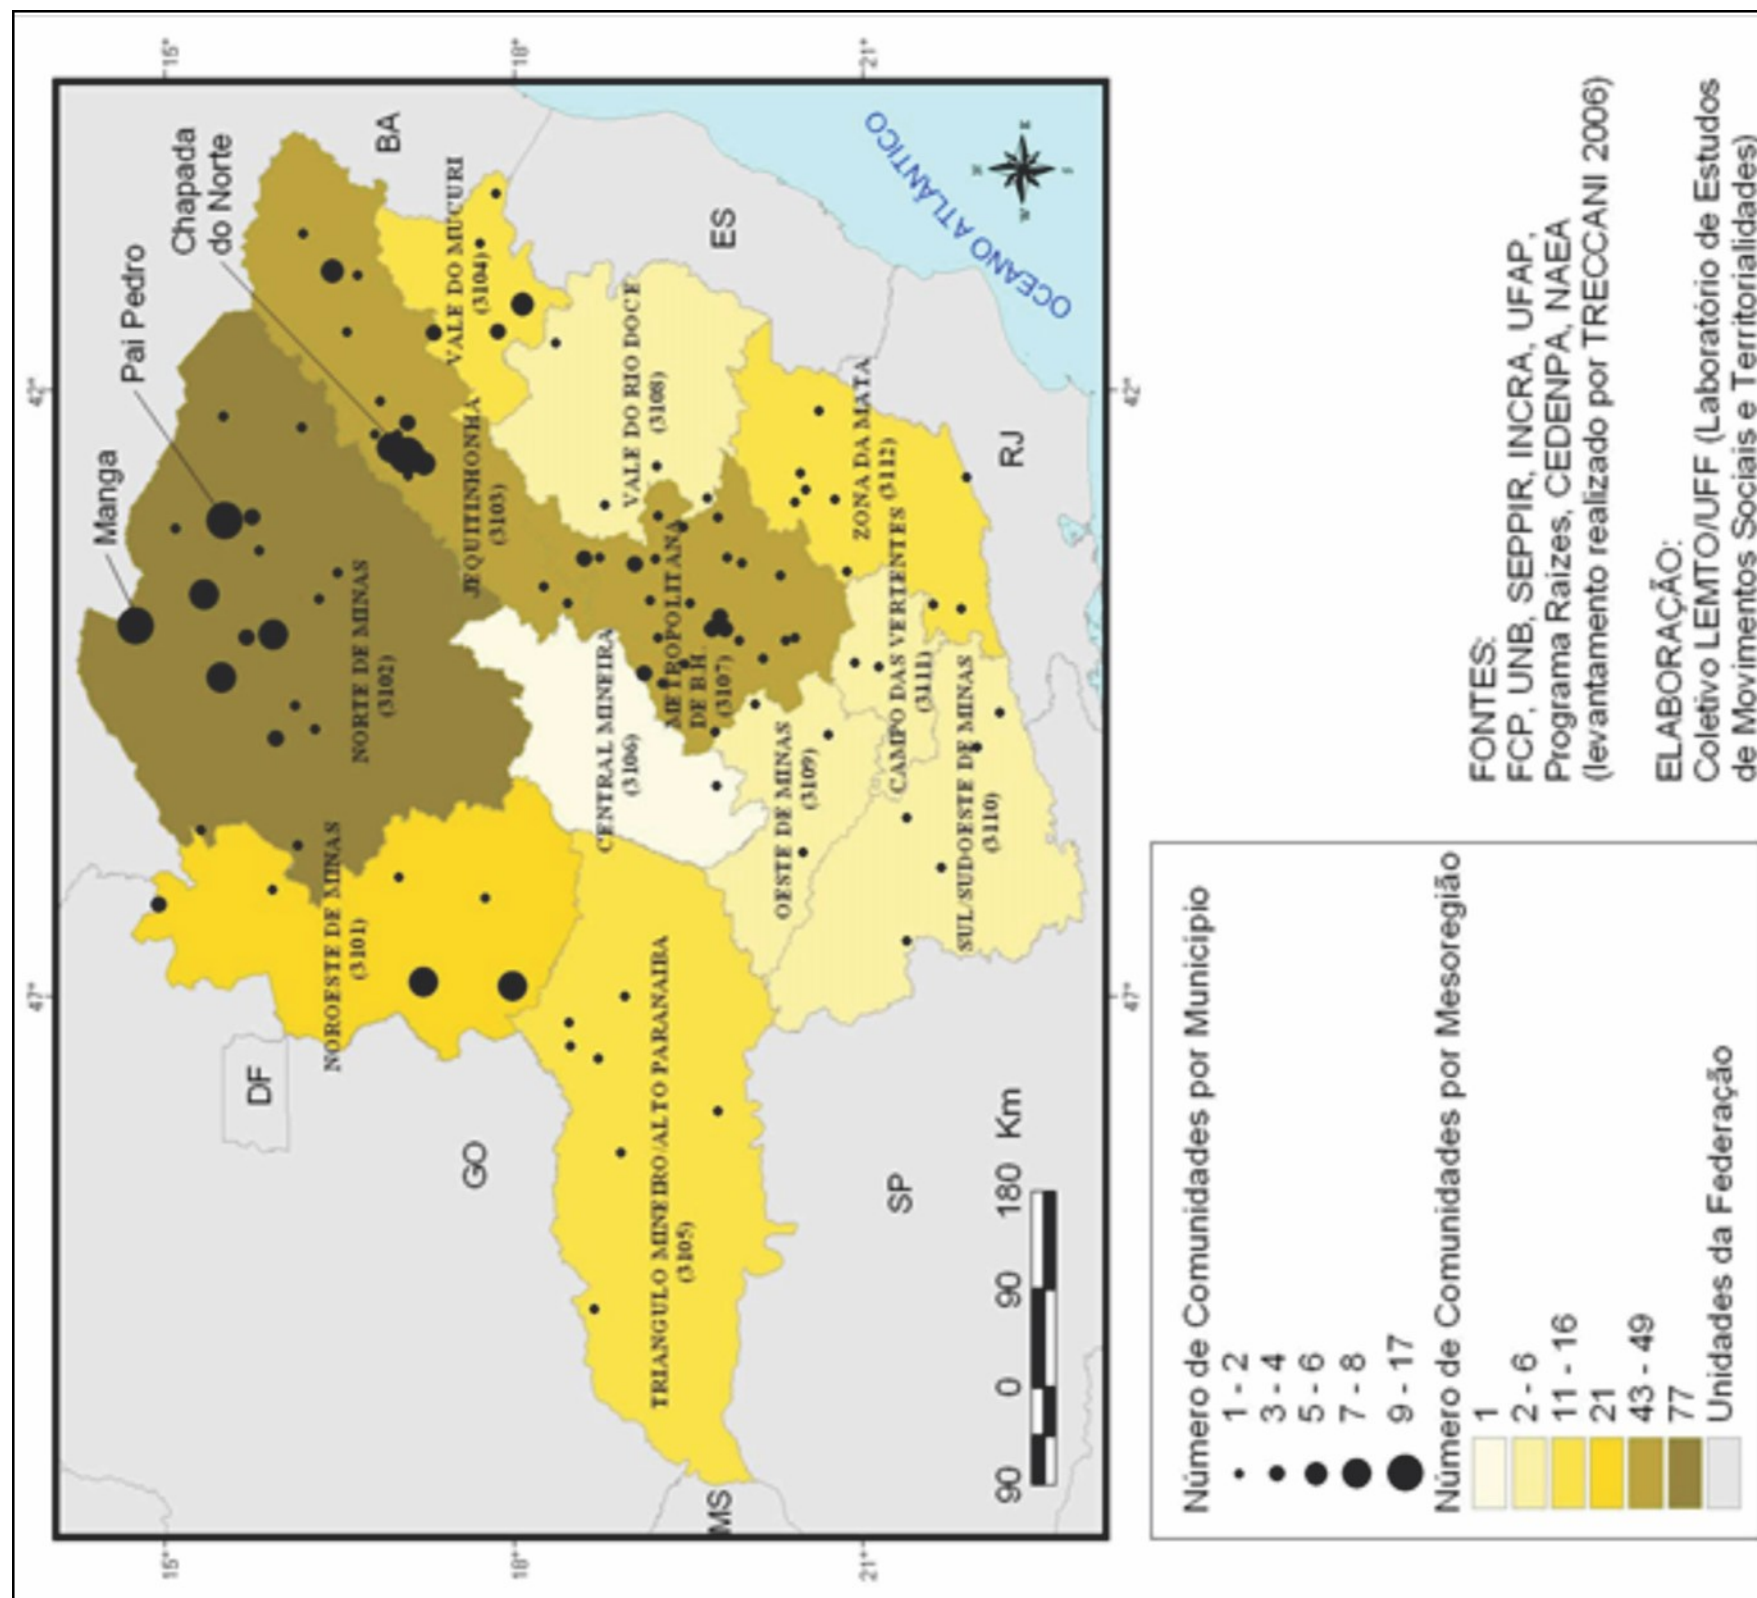 Manga
Pai Pedro
Chapada
do Norte
47°
42°
15°
15°
18°
18°
21°
21°
47°
42°
BA
DF
GO
ES
MS
SP
RJ
OCEANO ATLÂNTICO
NORTE DE MINAS
(3102)
NOROESTE DE MINAS
(3101)
JEQUITINHONHA
(3103)
VALE DO MUCURI
(3104)
TRIANGULO MINEIRO/ALTO PARANAIBA
(3105)
CENTRAL MINEIRA
(3106)
METROPOLITANA
DE B.H.
(3107)
VALE DO RIO DOCE
(3108)
OESTE DE MINAS
(3109)
CAMPO DAS VERTENTES
(3111)
ZONA DA MATA
(3112)
SUL/SUDOESTE DE MINAS
(3110)
N
W
E
S
90 0 90 180 Km
Número de Comunidades por Municipio
1 - 2
3 - 4
5 - 6
7 - 8
9 - 17
Número de Comunidades por Mesoregião
1
2 - 6
11 - 16
21
43 - 49
77
Unidades da Federação
FONTES:
FCP, UNB, SEPPIR, INCRA, UFAP,
Programa Raizes, CEDENPA, NAEA
(levantamento realizado por TRECCANI 2006)
ELABORAÇÃO:
Coletivo LEMTO/UFF (Laboratório de Estudos
de Movimentos Sociais e Territorialidades)